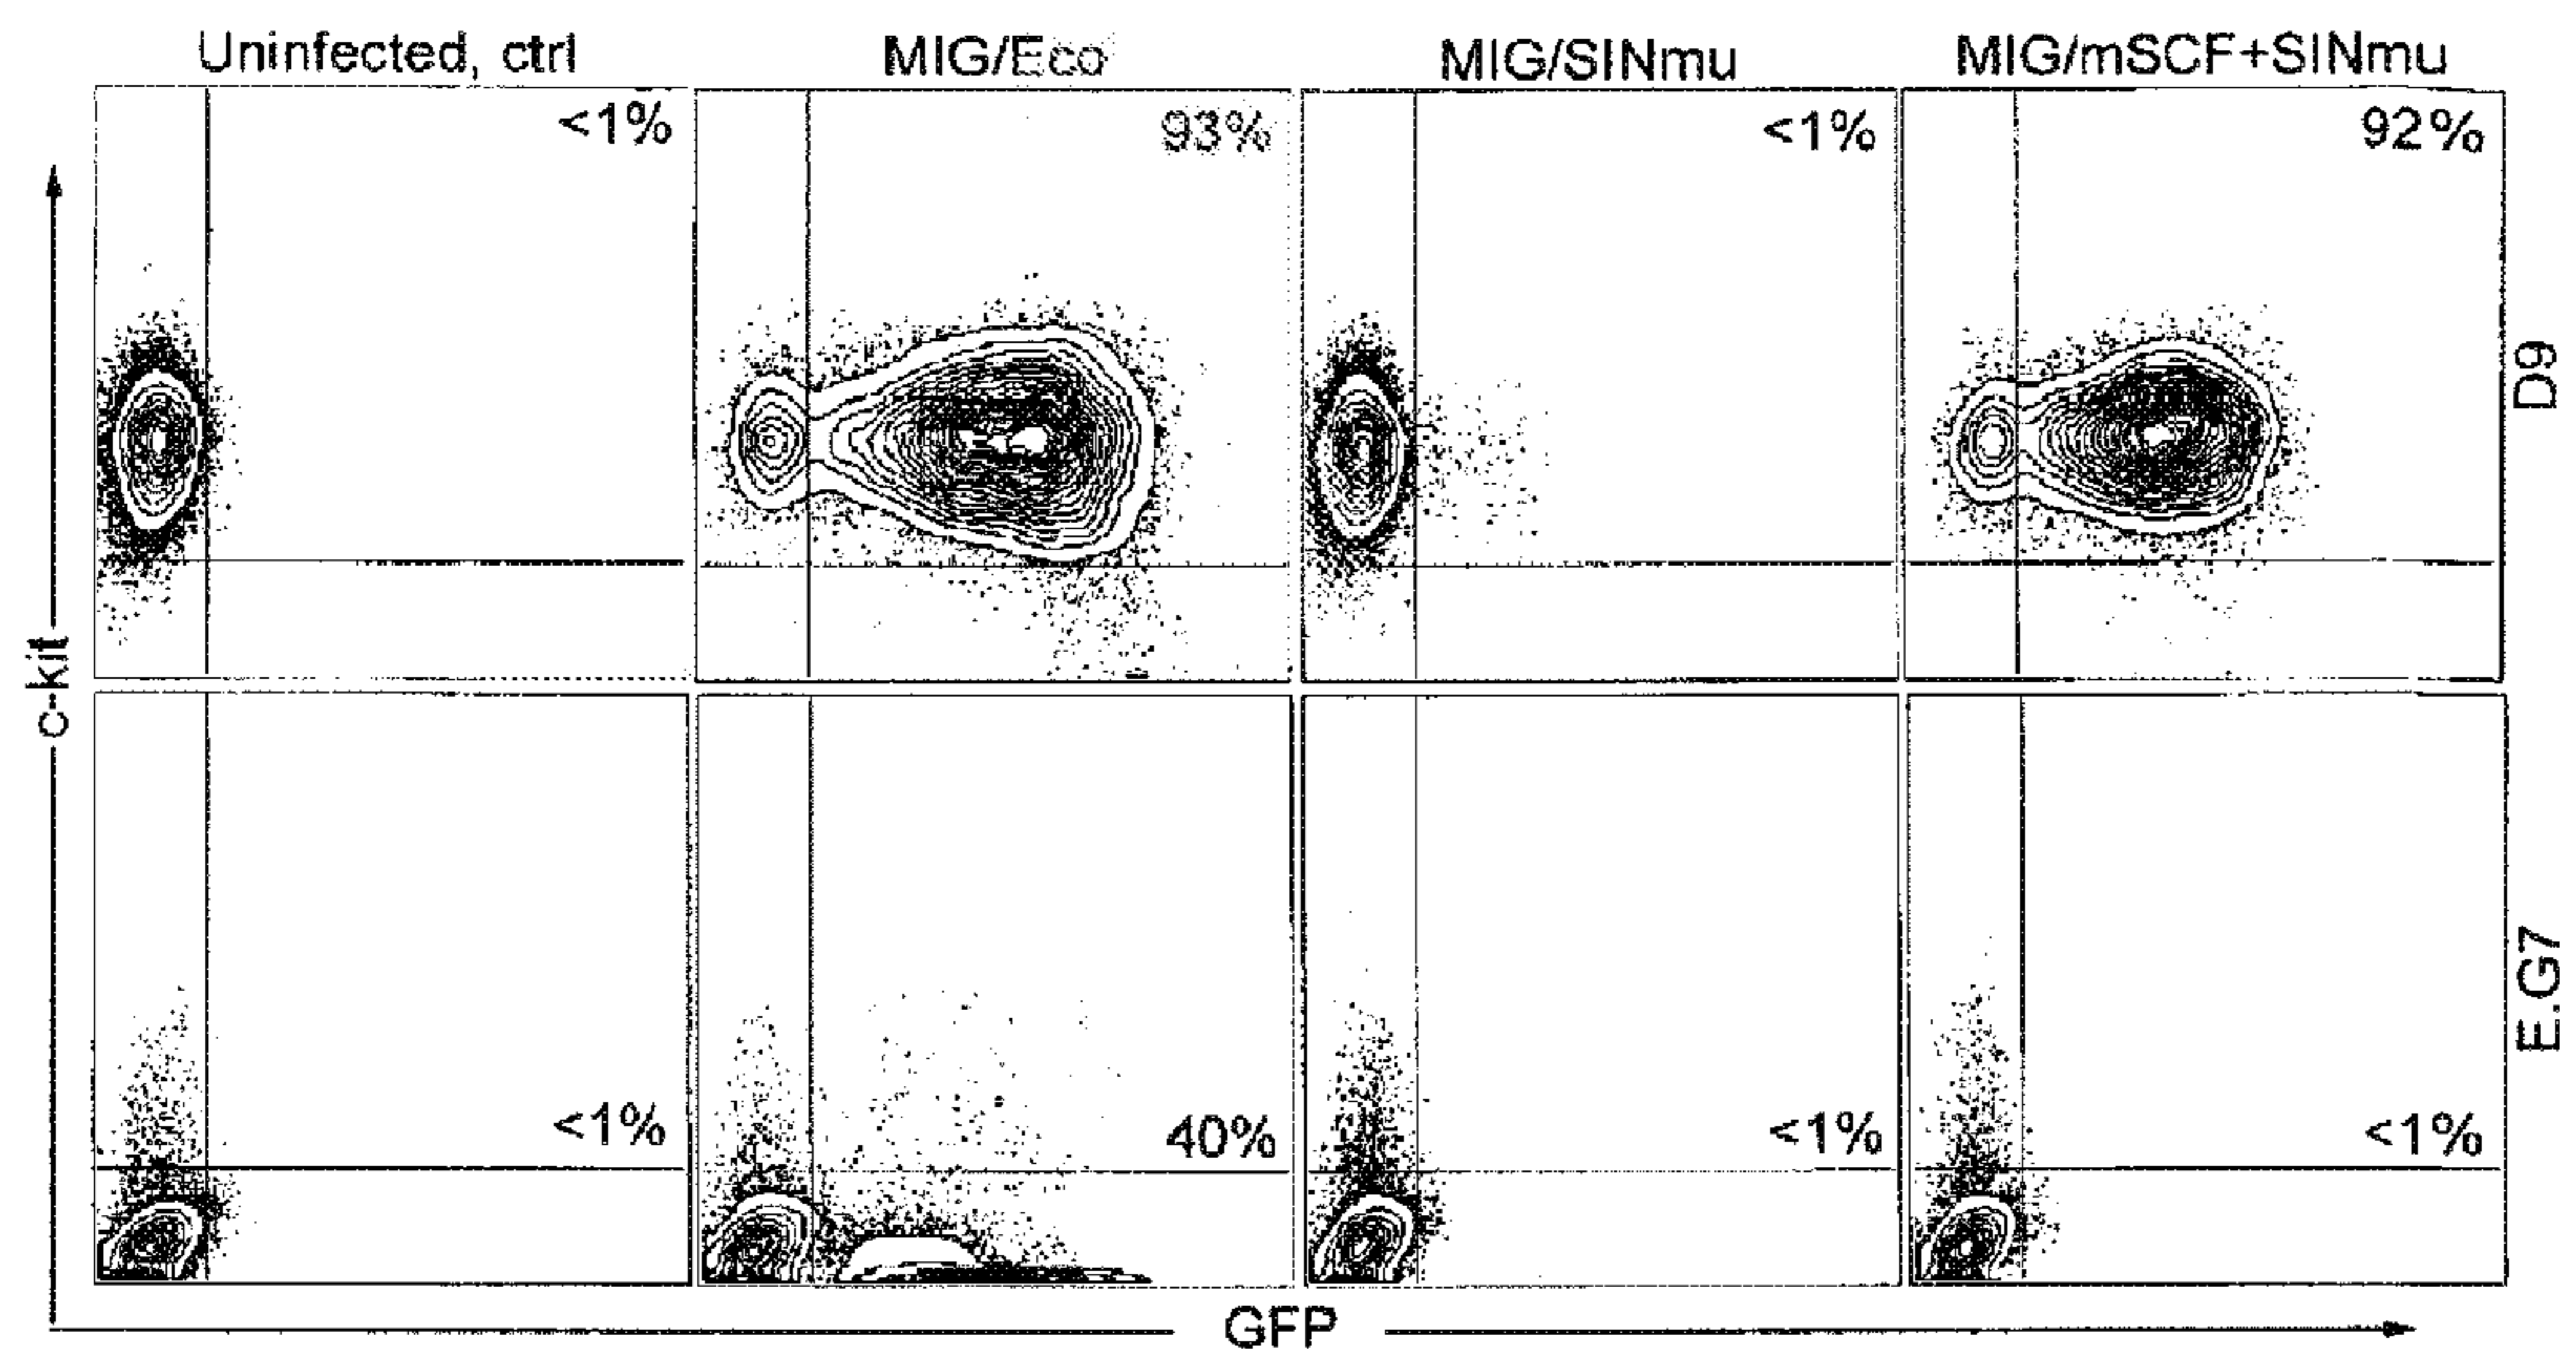 Uninfected, ctrl MIG/Eco MIG/SINmu MIG/mSCF+SINmu
<1% 93% <1% 92%
D9
c-kit
<1% 40% <1% <1%
E.G7
GFP